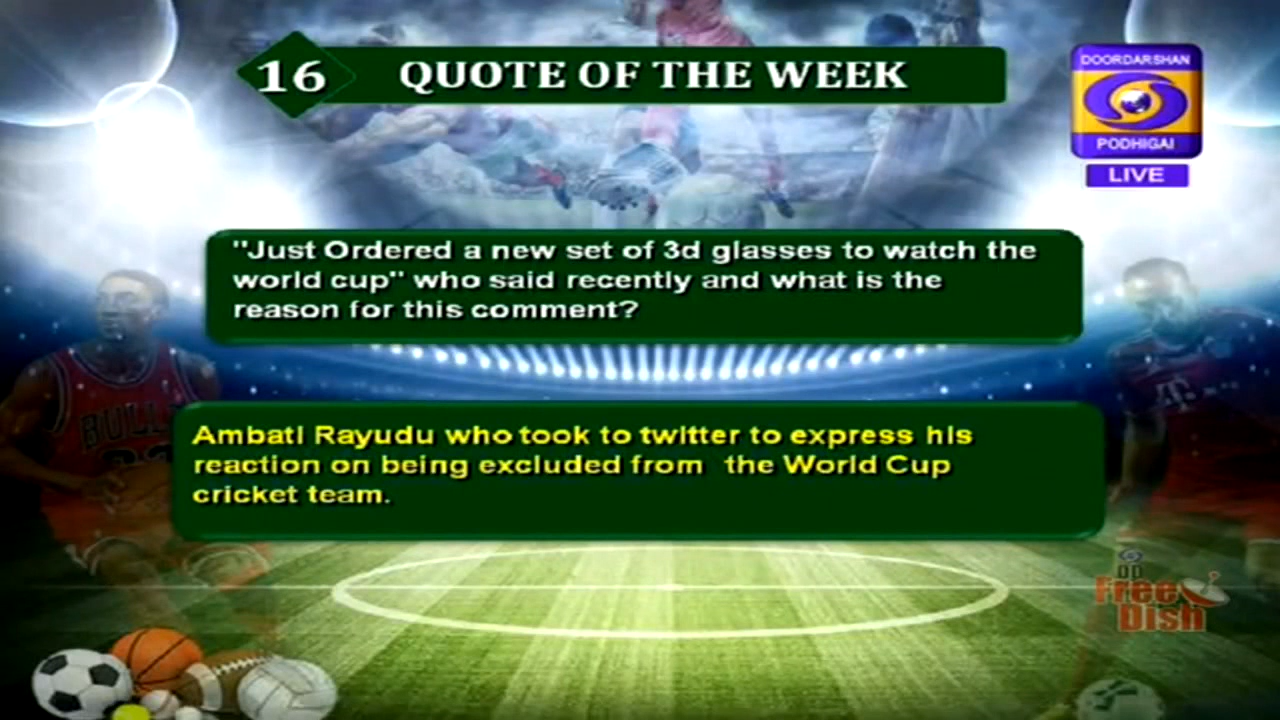 16 QUOTE OF THE WEEK
DOORDARSHAN
PODHIGAI
LIVE
"Just Ordered a new set of 3d glasses to watch the
world cup" who said recently and what is the
reason for this comment?
BULL
Ambati Rayudu who took to twitter to express his
reaction on being excluded from the World Cup
cricket team.
DD
Free
Dish